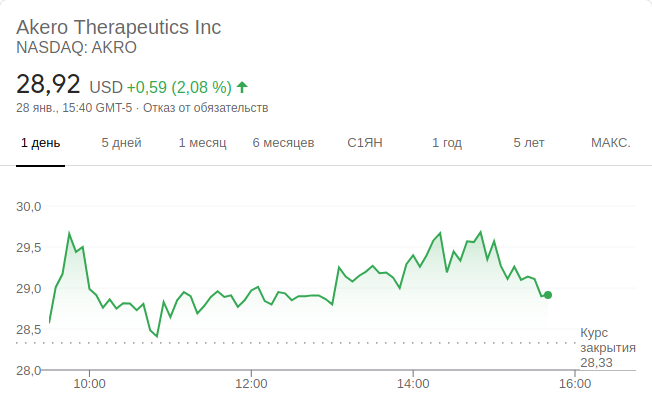 Akero Therapeutics Inc
NASDAQ: AKRO
28,92 USD +0,59 (2,08 %)
28 янв., 15:40 GMT-5 · Отказ от обязательств
1 день 5 дней 1 месяц 6 месяцев С1ЯН 1 год 5 лет МАКС.
30,0
29,5
29,0
28,5
28,0
Курс
закрытия
28,33
10:00 12:00 14:00 16:00